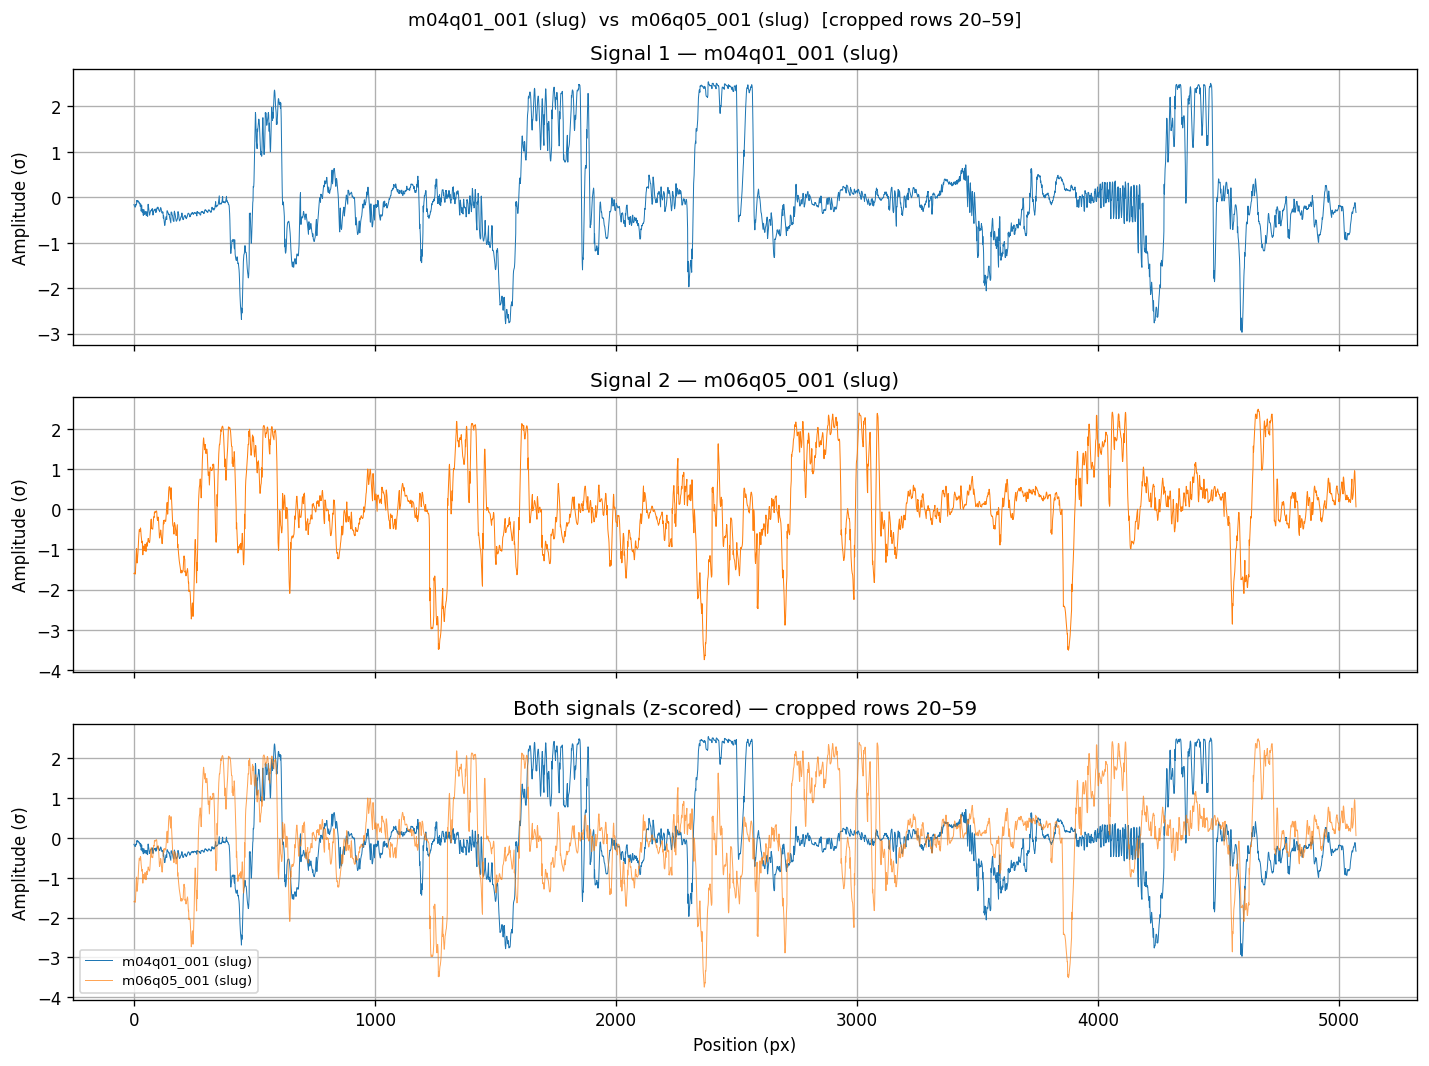 m04q01_001 (slug)  vs  m06q05_001 (slug)  [cropped rows 20–59]
Signal 1 — m04q01_001 (slug)
Amplitude (σ)
2
1
0
−1
−2
−3
Signal 2 — m06q05_001 (slug)
Amplitude (σ)
2
1
0
−1
−2
−3
−4
Both signals (z-scored) — cropped rows 20–59
Amplitude (σ)
2
1
0
−1
−2
−3
−4
m04q01_001 (slug)
m06q05_001 (slug)
0 1000 2000 3000 4000 5000
Position (px)